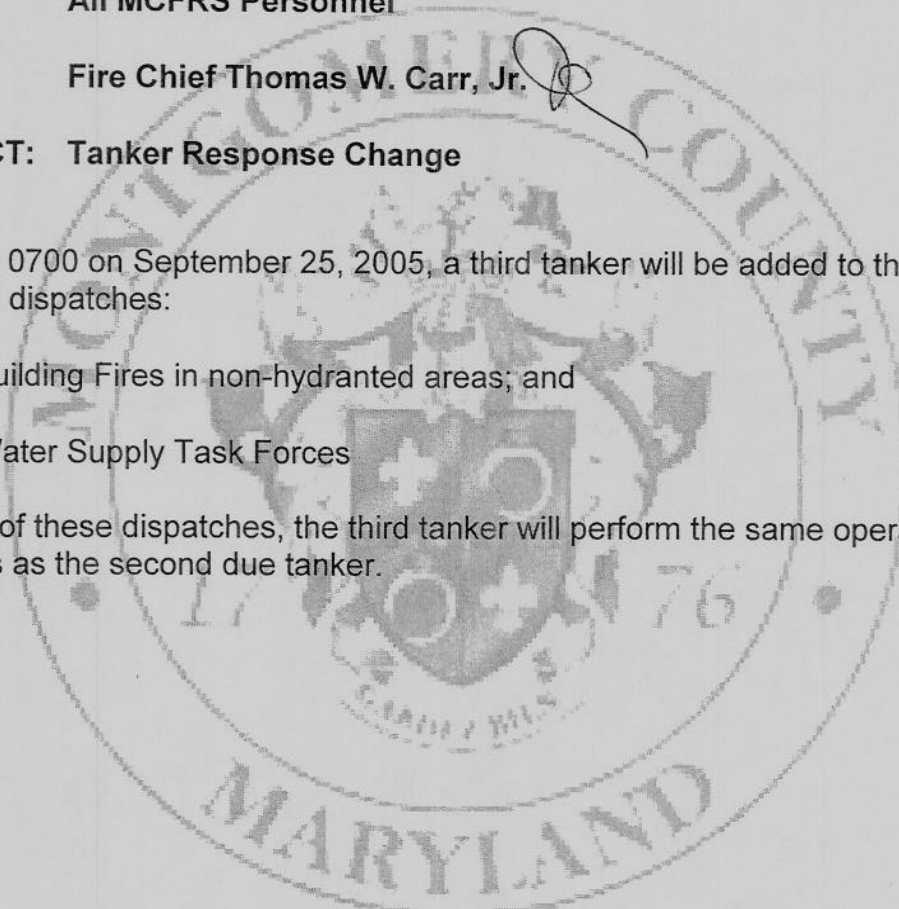 All MCFRS Personnel
Fire Chief Thomas W. Carr, Jr.
CT: Tanker Response Change
0700 on September 25, 2005, a third tanker will be added to th
dispatches:
uilding Fires in non-hydranted areas; and
Vater Supply Task Forces
of these dispatches, the third tanker will perform the same oper
s as the second due tanker.
MONTGOMERY COUNTY
17 76
MARYLAND